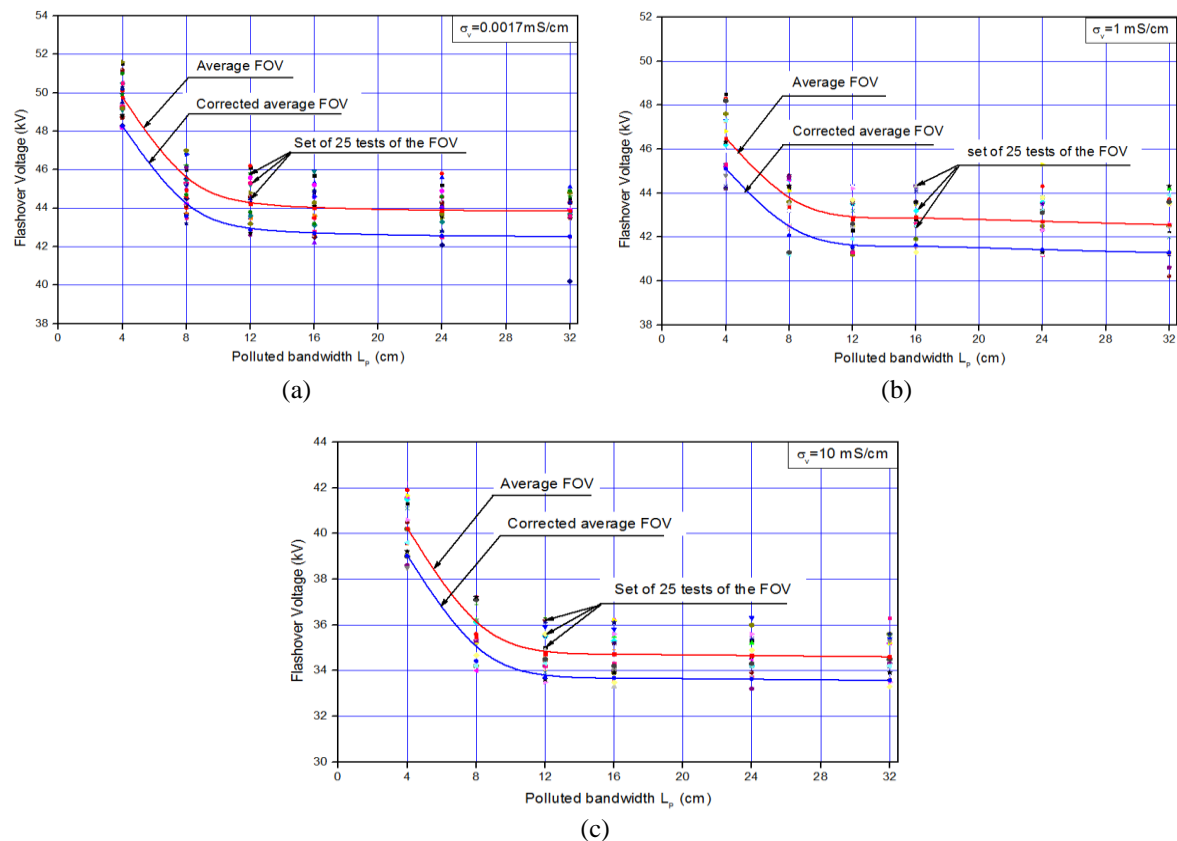 54
52
50
48
46
44
42
40
38
0
4
8
12
16
20
24
28
32
Flashover Voltage (kV)
Polluted bandwidth Lₚ (cm)
σᵥ=0.0017mS/cm
Average FOV
Corrected average FOV
Set of 25 tests of the FOV
(a)
52
50
48
46
44
42
40
38
0
4
8
12
16
20
24
28
32
Flashover Voltage (kV)
Polluted bandwidth Lₚ (cm)
σᵥ=1 mS/cm
Average FOV
Corrected average FOV
set of 25 tests of the FOV
(b)
44
42
40
38
36
34
32
30
0
4
8
12
16
20
24
28
32
Flashover Voltage (kV)
Polluted bandwidth Lₚ (cm)
σᵥ=10 mS/cm
Average FOV
Corrected average FOV
Set of 25 tests of the FOV
(c)